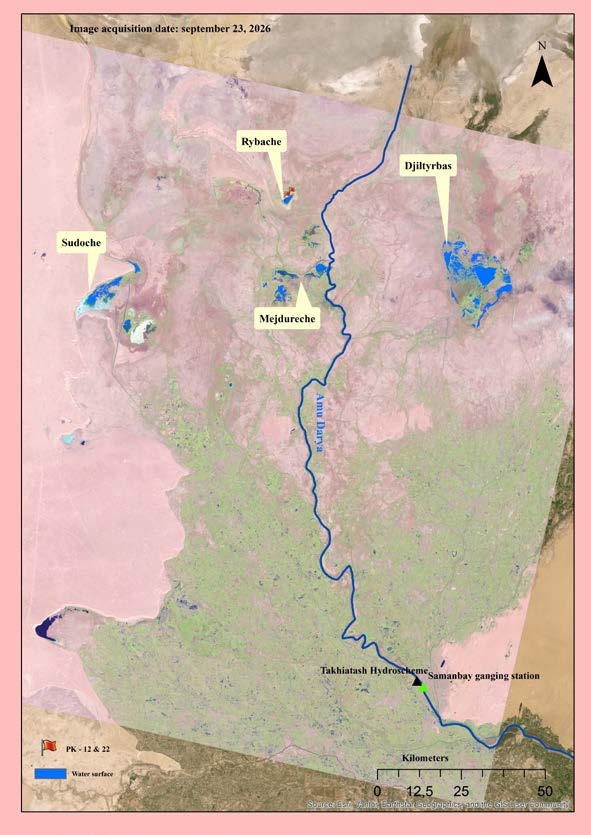 Image acquisition date: september 23, 2026
N
Rybache
Djiltyrbas
Sudoche
Mejdureche
Amu Darya
Takhiatash Hydroscheme
Samanbay ganging station
PK - 12 & 22
Water surface
Kilometers
0 12,5 25 50
Source: Esri, Maxar, Earthstar Geographics, and the GIS User Community